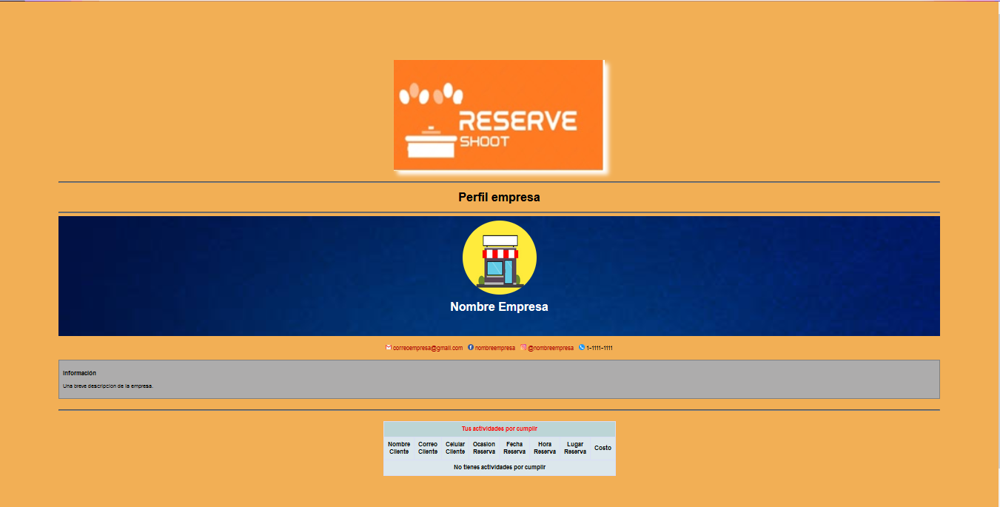 RESERVE
SHOOT
Perfil empresa
Nombre Empresa
correoempresa@gmail.com nombreempresa @nombreempresa 1-1111-1111
Información
Una breve descripcion de la empresa.
Tus actividades por cumplir
Nombre Cliente Correo Cliente Celular Cliente Ocasion Reserva Fecha Reserva Hora Reserva Lugar Reserva Costo
No tienes actividades por cumplir